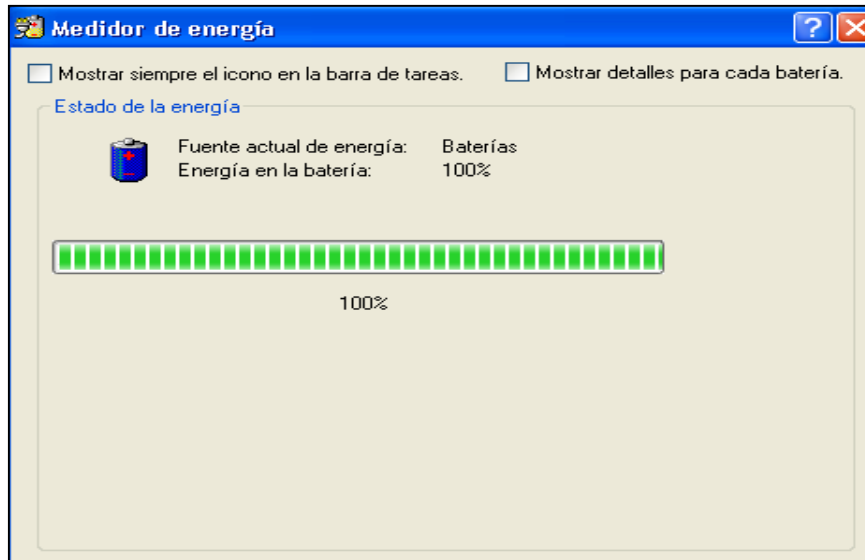 Medidor de energía
Mostrar siempre el icono en la barra de tareas. Mostrar detalles para cada batería.
Estado de la energía
Fuente actual de energía: Baterías
Energía en la batería: 100%
100%